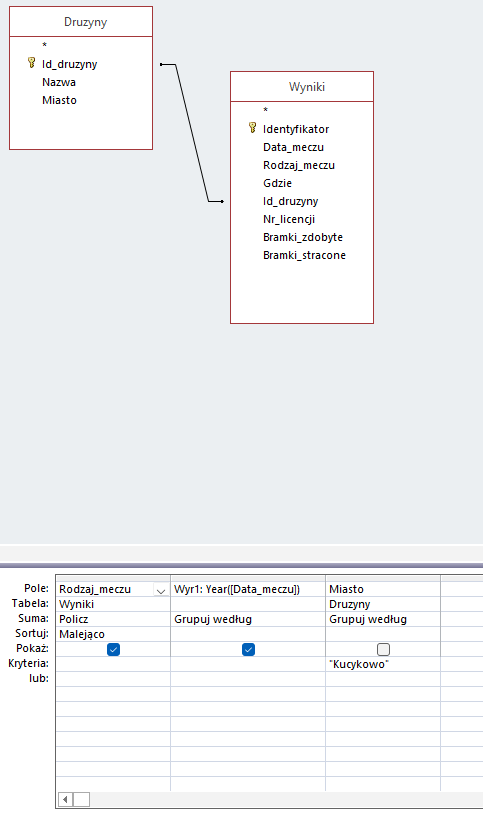 Druzyny
*
Id_druzyny
Nazwa
Miasto
Wyniki
*
Identyfikator
Data_meczu
Rodzaj_meczu
Gdzie
Id_druzyny
Nr_licencji
Bramki_zdobyte
Bramki_stracone
Pole: Rodzaj_meczu Wyr1: Year([Data_meczu]) Miasto
Tabela: Wyniki Druzyny
Suma: Policz Grupuj według Grupuj według
Sortuj: Malejąco
Pokaż:
Kryteria: "Kucykowo"
lub: